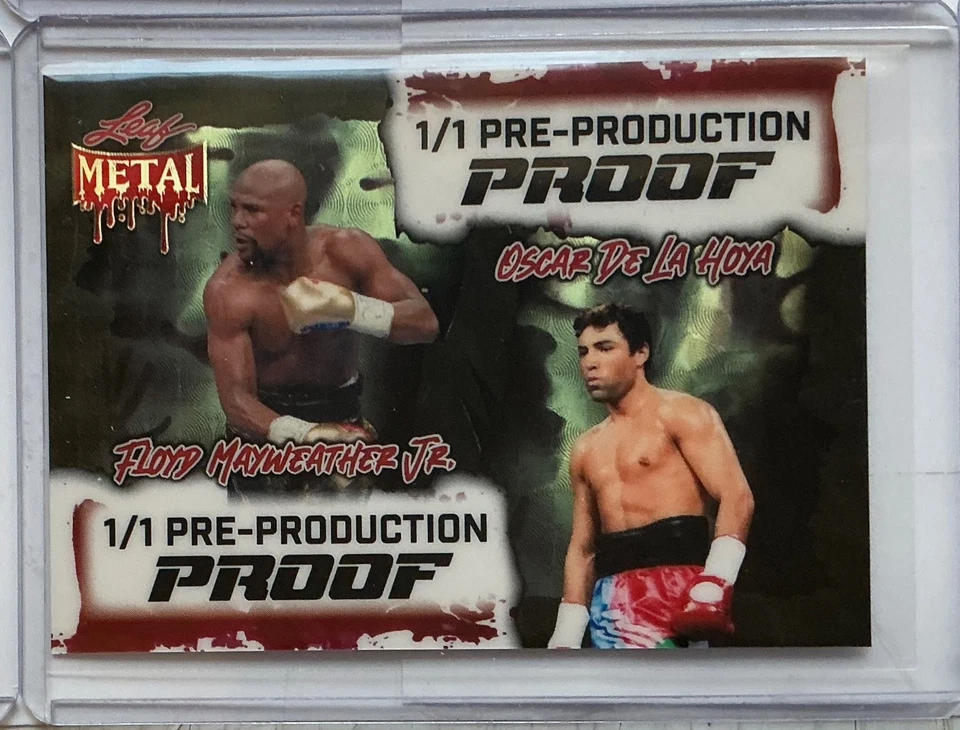 Leaf
METAL
1/1 PRE-PRODUCTION
PROOF
OSCAR DE LA HOYA
FLOYD MAYWEATHER JR.
1/1 PRE-PRODUCTION
PROOF